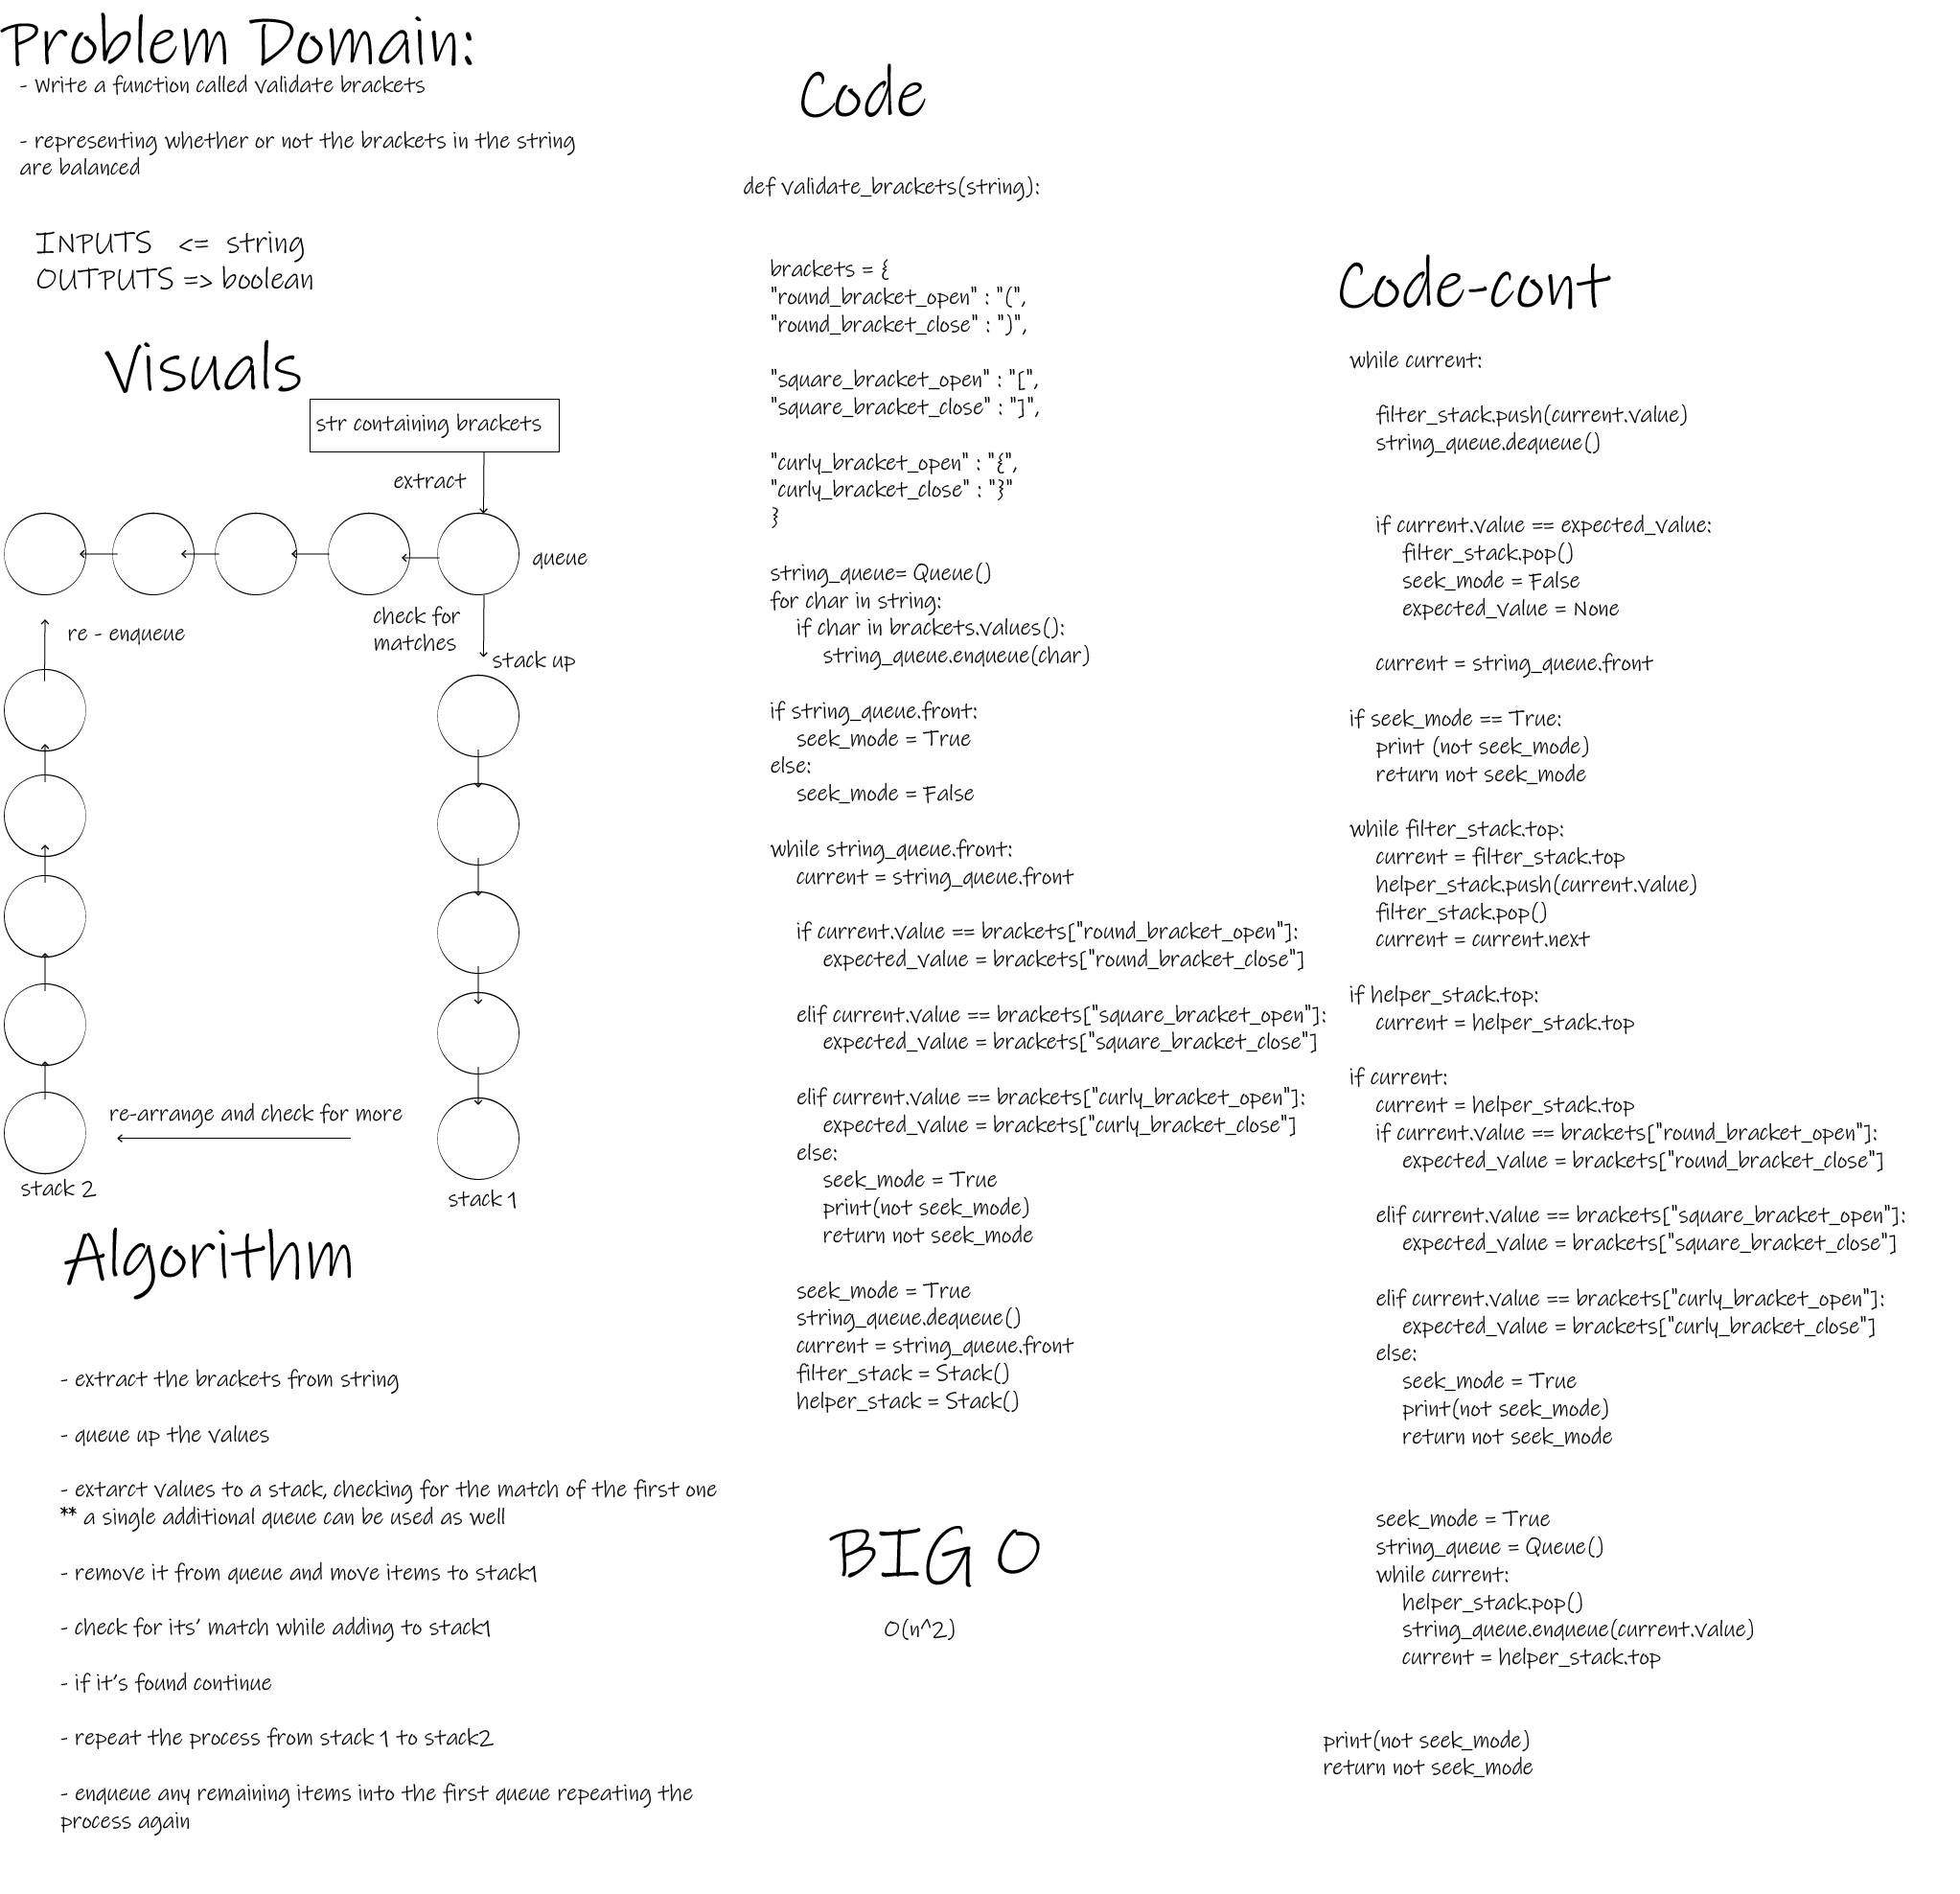 Problem Domain:
- Write a function called validate brackets
- representing whether or not the brackets in the string
are balanced
INPUTS <= string
OUTPUTS => boolean
Visuals
str containing brackets
extract
queue
check for
matches
re - enqueue
stack up
re-arrange and check for more
stack 2
stack 1
Algorithm
- extract the brackets from string
- queue up the values
- extarct values to a stack, checking for the match of the first one
** a single additional queue can be used as well
- remove it from queue and move items to stack1
- check for its' match while adding to stack1
- if it's found continue
- repeat the process from stack 1 to stack2
- enqueue any remaining items into the first queue repeating the
process again
Code
def validate_brackets(string):
brackets = {
"round_bracket_open" : "(",
"round_bracket_close" : ")",
"square_bracket_open" : "[",
"square_bracket_close" : "]",
"curly_bracket_open" : "{",
"curly_bracket_close" : "}"
}
string_queue= Queue()
for char in string:
if char in brackets.values():
string_queue.enqueue(char)
if string_queue.front:
seek_mode = True
else:
seek_mode = False
while string_queue.front:
current = string_queue.front
if current.value == brackets["round_bracket_open"]:
expected_value = brackets["round_bracket_close"]
elif current.value == brackets["square_bracket_open"]:
expected_value = brackets["square_bracket_close"]
elif current.value == brackets["curly_bracket_open"]:
expected_value = brackets["curly_bracket_close"]
else:
seek_mode = True
print(not seek_mode)
return not seek_mode
seek_mode = True
string_queue.dequeue()
current = string_queue.front
filter_stack = Stack()
helper_stack = Stack()
BIG O
O(n^2)
Code-cont
while current:
filter_stack.push(current.value)
string_queue.dequeue()
if current.value == expected_value:
filter_stack.pop()
seek_mode = False
expected_value = None
current = string_queue.front
if seek_mode == True:
print (not seek_mode)
return not seek_mode
while filter_stack.top:
current = filter_stack.top
helper_stack.push(current.value)
filter_stack.pop()
current = current.next
if helper_stack.top:
current = helper_stack.top
if current:
current = helper_stack.top
if current.value == brackets["round_bracket_open"]:
expected_value = brackets["round_bracket_close"]
elif current.value == brackets["square_bracket_open"]:
expected_value = brackets["square_bracket_close"]
elif current.value == brackets["curly_bracket_open"]:
expected_value = brackets["curly_bracket_close"]
else:
seek_mode = True
print(not seek_mode)
return not seek_mode
seek_mode = True
string_queue = Queue()
while current:
helper_stack.pop()
string_queue.enqueue(current.value)
current = helper_stack.top
print(not seek_mode)
return not seek_mode